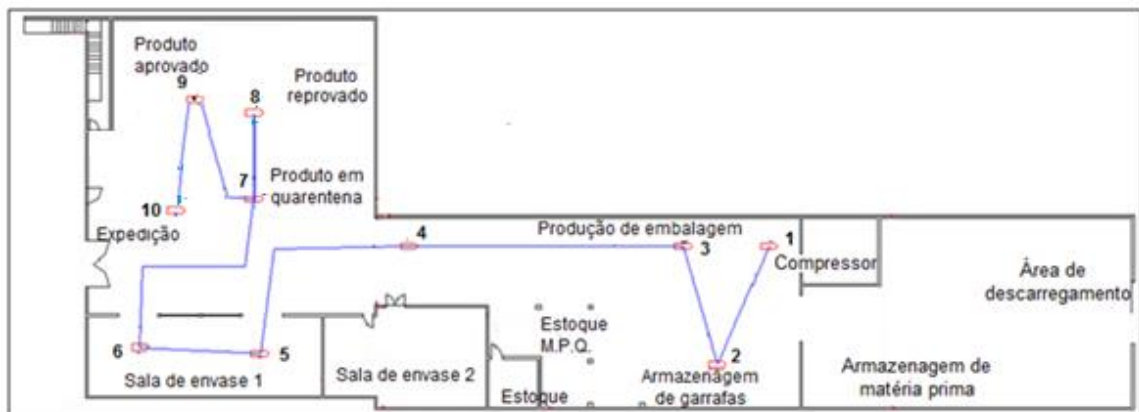 Produto
aprovado
9
8
Produto
reprovado
7
Produto em
quarentena
10
Expedição
4
Produção de embalagem
3
1
Compressor
Área de
descarregamento
6
5
Sala de envase 1
Sala de envase 2
Estoque
M.P.Q.
Estoque
2
Armazenagem
de garrafas
Armazenagem de
matéria prima